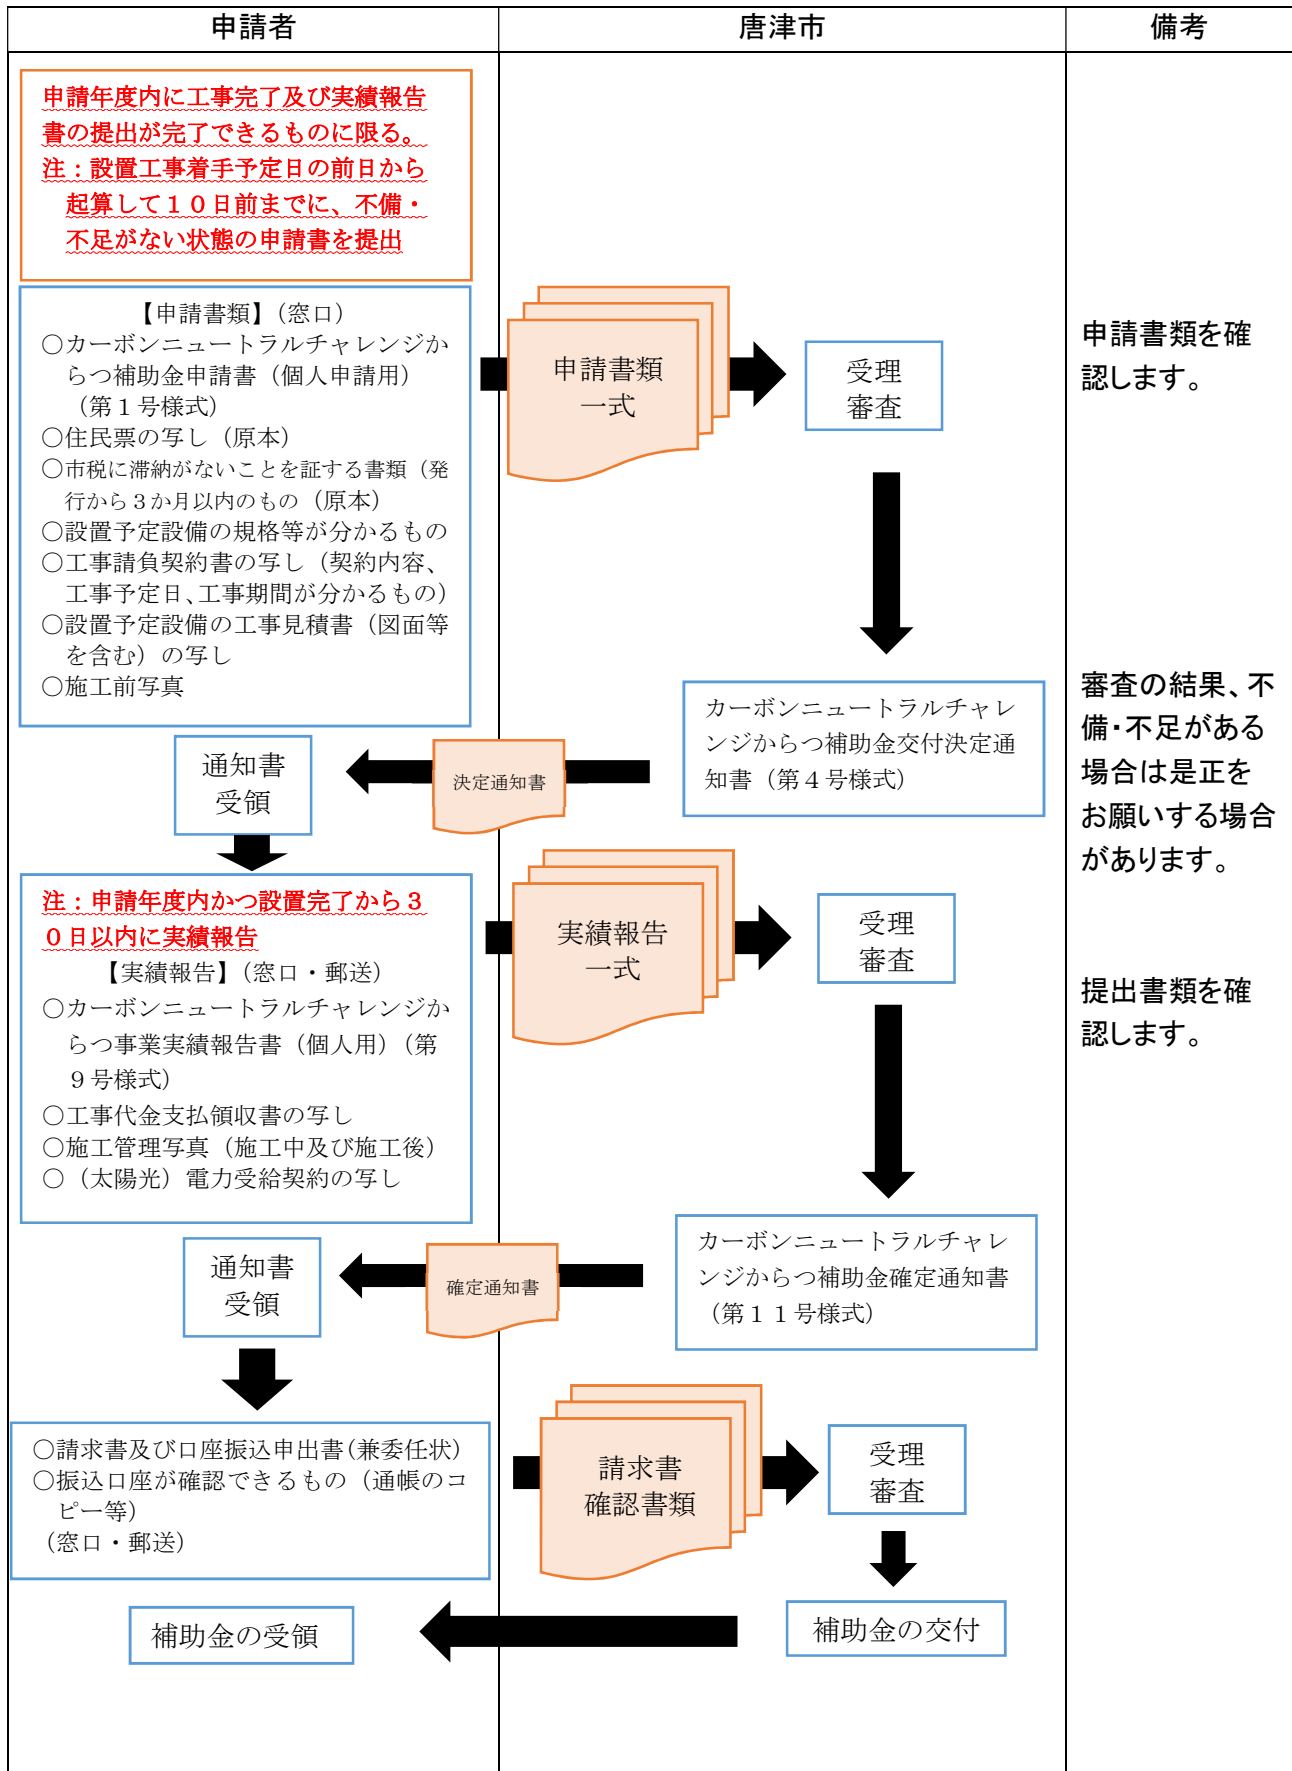 申請者
唐津市
備考
申請年度内に工事完了及び実績報告
書の提出が完了できるものに限る。
注：設置工事着手予定日の前日から
起算して１０日前までに、不備・
不足がない状態の申請書を提出
【申請書類】（窓口）
○カーボンニュートラルチャレンジか
らつ補助金申請書（個人申請用）
（第１号様式）
○住民票の写し（原本）
○市税に滞納がないことを証する書類（発
行から３か月以内のもの（原本）
○設置予定設備の規格等が分かるもの
○工事請負契約書の写し（契約内容、
工事予定日、工事期間が分かるもの）
○設置予定設備の工事見積書（図面等
を含む）の写し
○施工前写真
申請書類
一式
受理
審査
申請書類を確
認します。
カーボンニュートラルチャレ
ンジからつ補助金交付決定通
知書（第４号様式）
決定通知書
通知書
受領
審査の結果、不
備・不足がある
場合は是正を
お願いする場合
があります。
注：申請年度内かつ設置完了から３
０日以内に実績報告
【実績報告】（窓口・郵送）
○カーボンニュートラルチャレンジか
らつ事業実績報告書（個人用）（第
９号様式）
○工事代金支払領収書の写し
○施工管理写真（施工中及び施工後）
○（太陽光）電力受給契約の写し
実績報告
一式
受理
審査
提出書類を確
認します。
カーボンニュートラルチャレ
ンジからつ補助金確定通知書
（第１１号様式）
確定通知書
通知書
受領
○請求書及び口座振込申出書（兼委任状）
○振込口座が確認できるもの（通帳のコ
ピー等）
（窓口・郵送）
請求書
確認書類
受理
審査
補助金の交付
補助金の受領